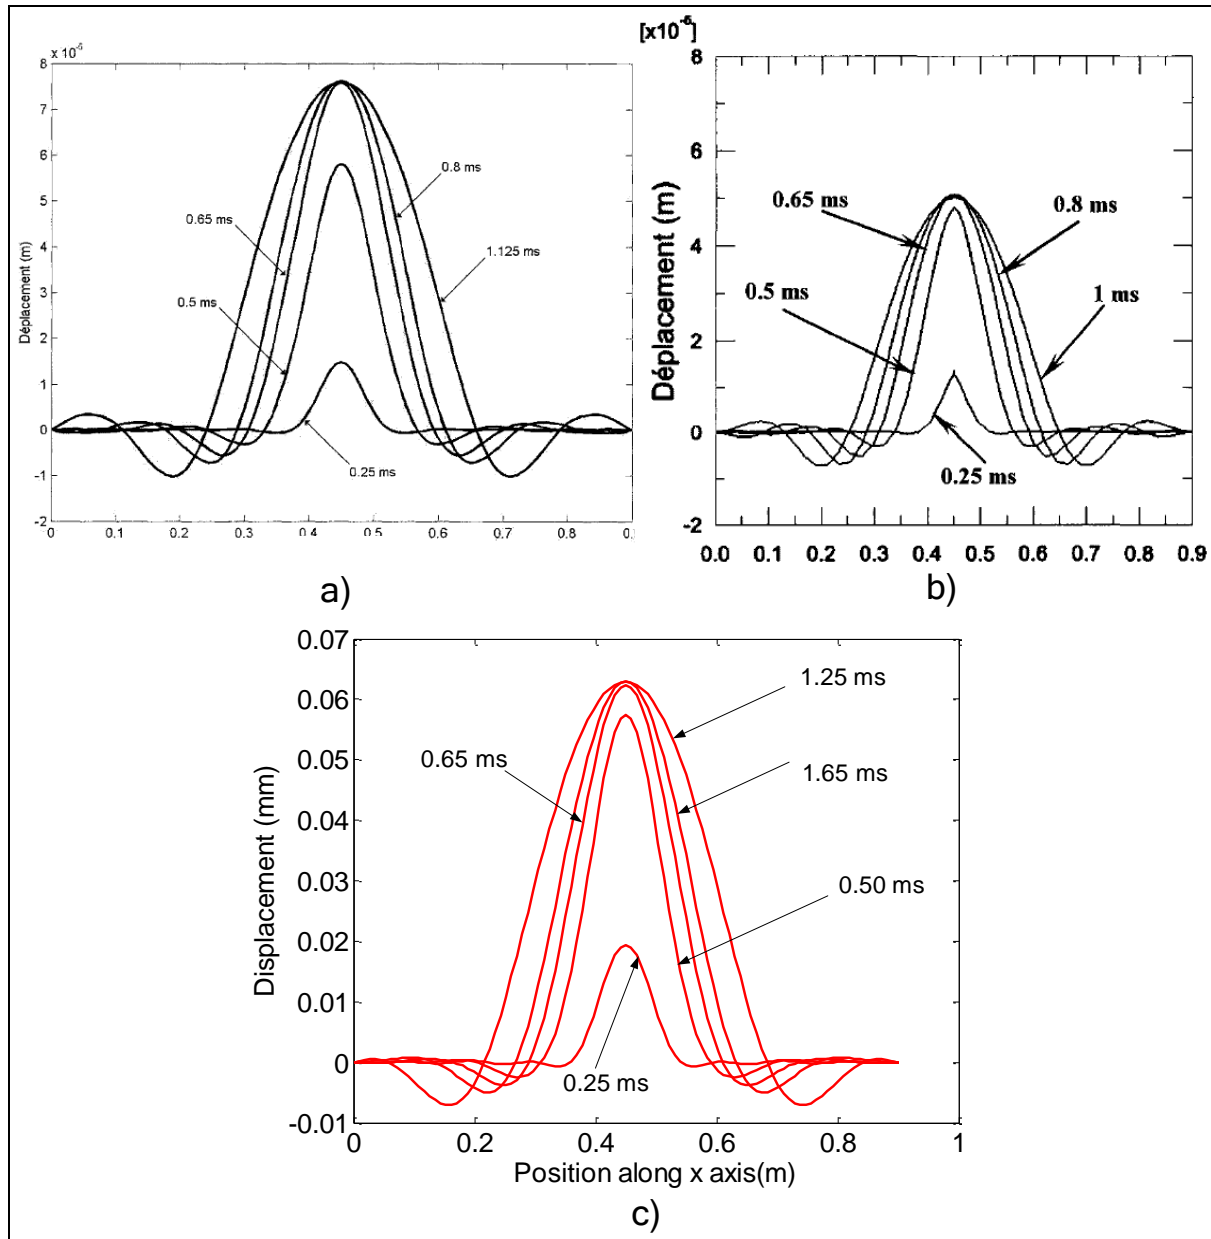 x 10⁻⁵
8
7
6
5
4
3
2
1
0
-1
-2
Déplacement (m)
0.8 ms
0.65 ms
1.125 ms
0.5 ms
0.25 ms
0 0.1 0.2 0.3 0.4 0.5 0.6 0.7 0.8 0.
a)
[x10⁻⁵]
8
6
4
2
0
-2
Déplacement (m)
0.65 ms
0.8 ms
0.5 ms
1 ms
0.25 ms
0.0 0.1 0.2 0.3 0.4 0.5 0.6 0.7 0.8 0.9
b)
0.07
0.06
0.05
0.04
0.03
0.02
0.01
0
-0.01
Displacement (mm)
1.25 ms
0.65 ms
1.65 ms
0.50 ms
0.25 ms
0 0.2 0.4 0.6 0.8 1
Position along x axis(m)
c)